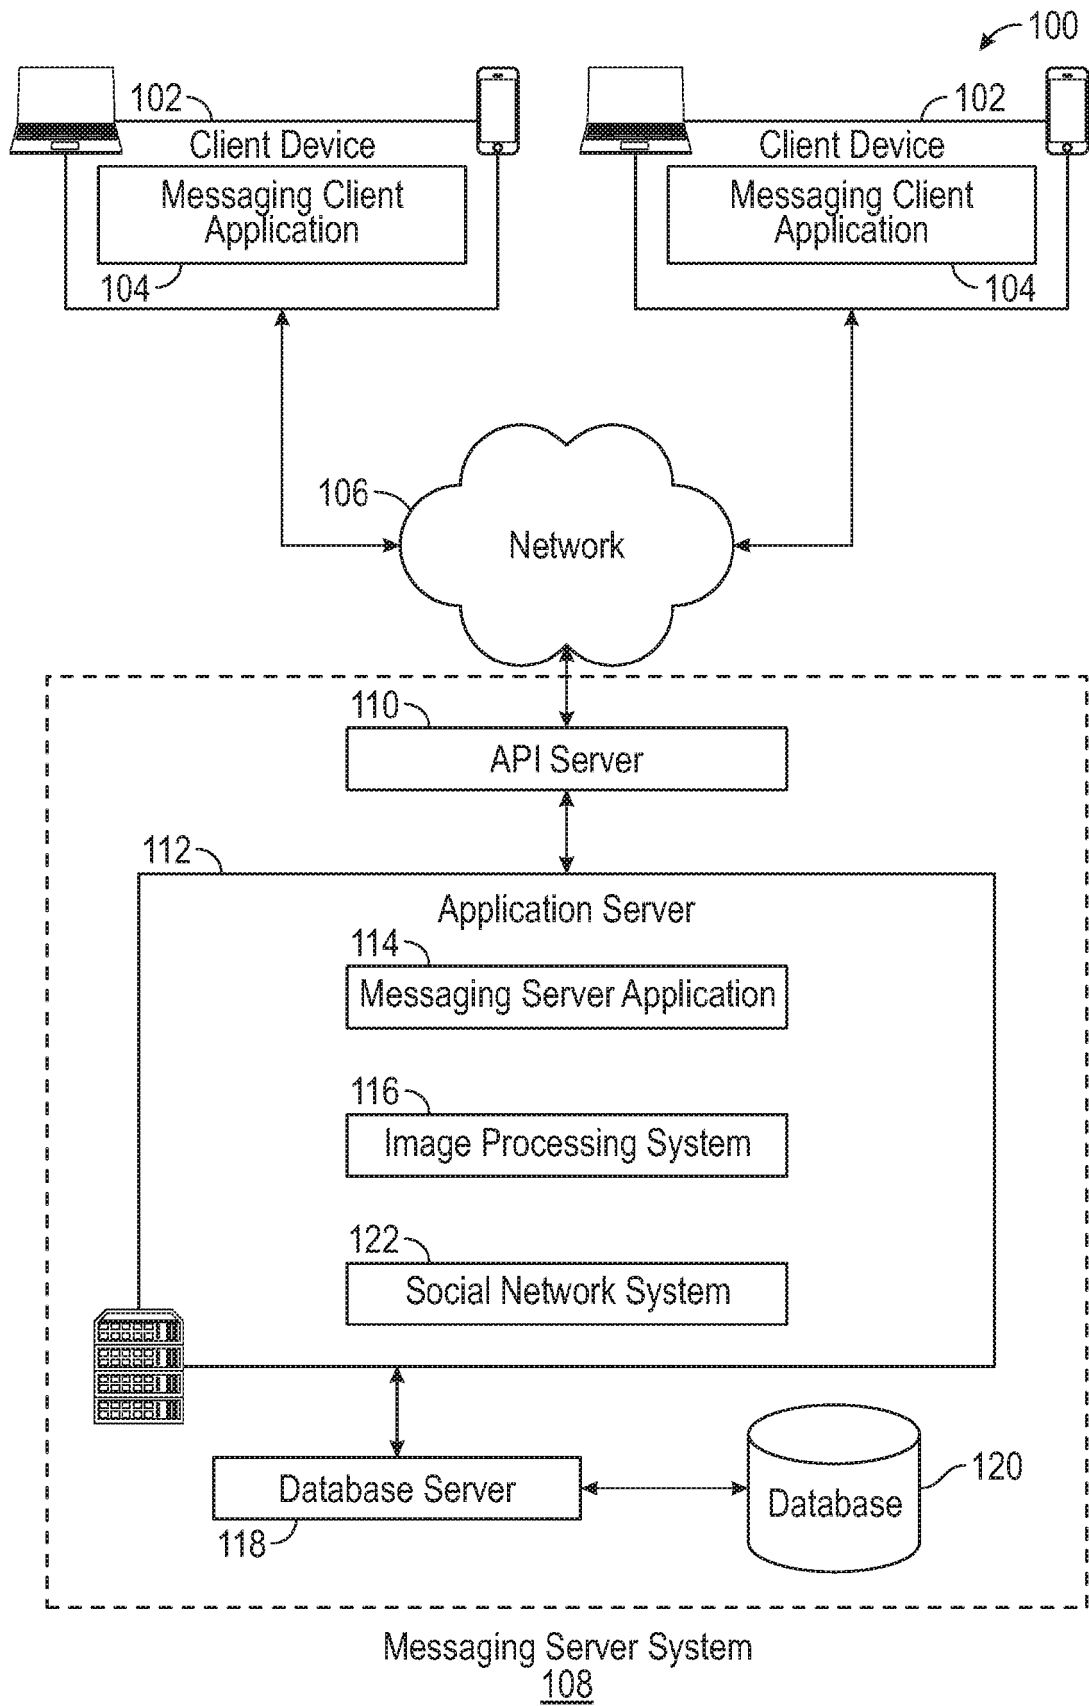 100
102
102
Client Device
Client Device
Messaging Client
Application
Messaging Client
Application
104
104
106
Network
110
API Server
112
Application Server
114
Messaging Server Application
116
Image Processing System
122
Social Network System
Database Server
118
Database
120
Messaging Server System
108